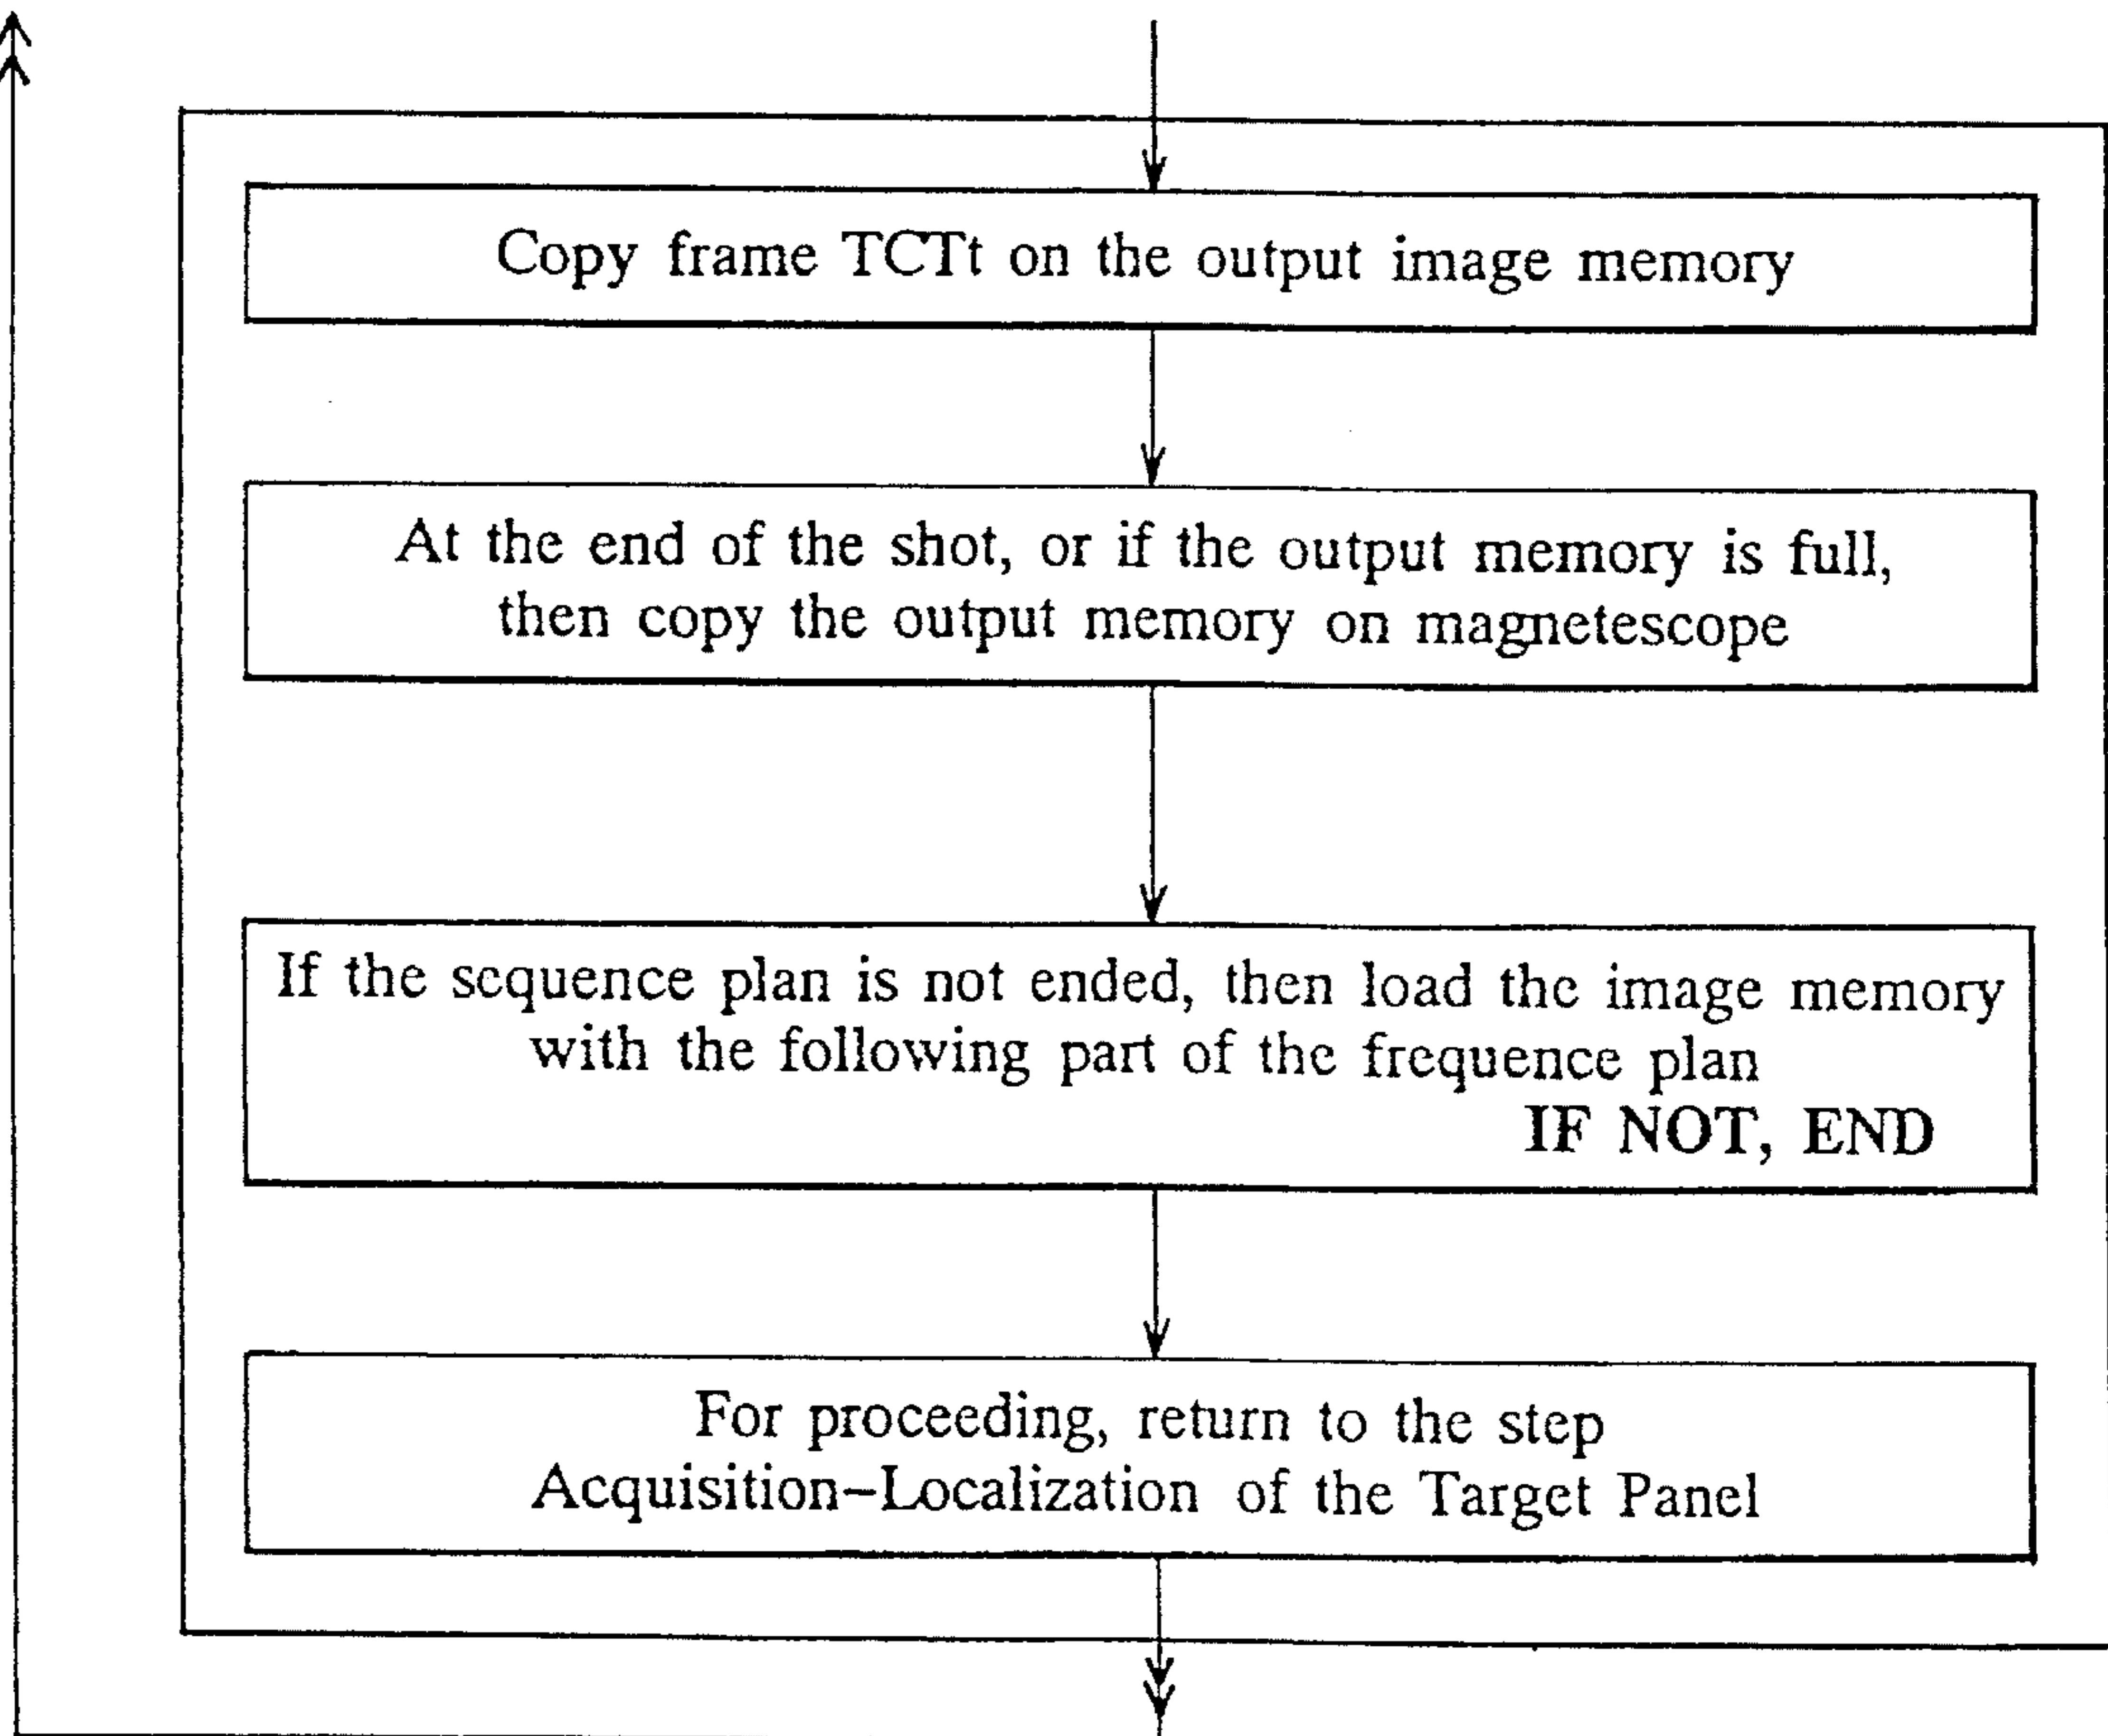 Copy frame TCTt on the output image memory
At the end of the shot, or if the output memory is full,
then copy the output memory on magnetescope
If the sequence plan is not ended, then load the image memory
with the following part of the frequence plan
IF NOT, END
For proceeding, return to the step
Acquisition–Localization of the Target Panel